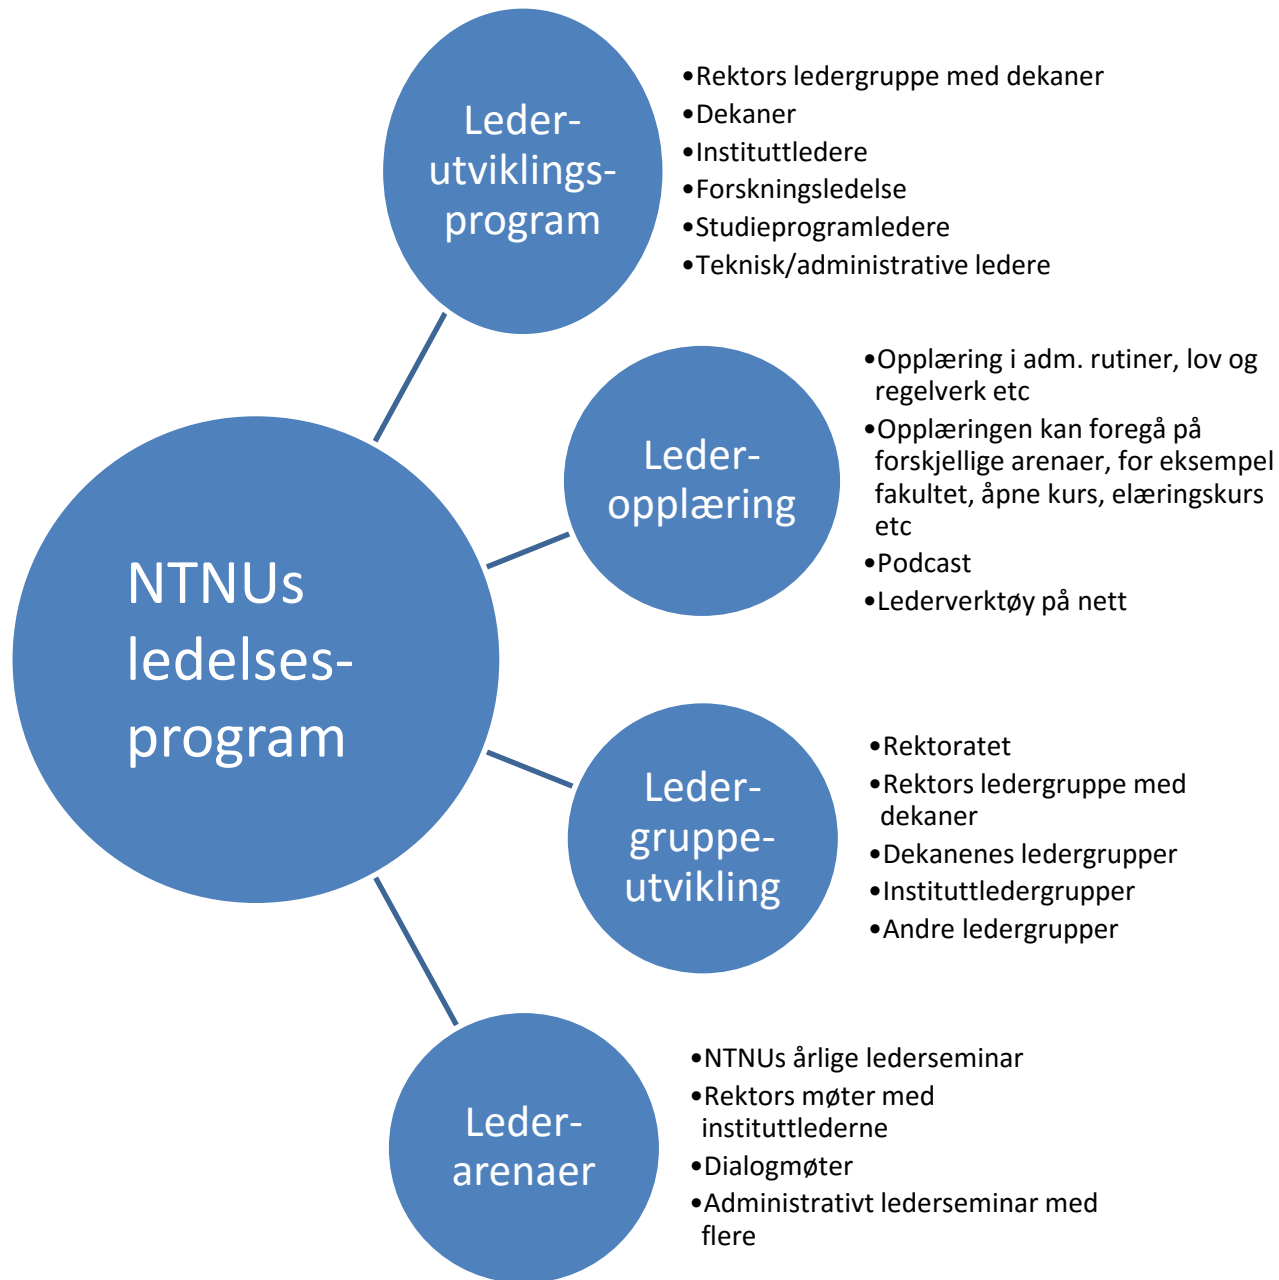 Leder-
utviklings-
program
•Rektors ledergruppe med dekaner
•Dekaner
•Instituttledere
•Forskningsledelse
•Studieprogramledere
•Teknisk/administrative ledere
Leder-
opplæring
•Opplæring i adm. rutiner, lov og
regelverk etc
•Opplæringen kan foregå på
forskjellige arenaer, for eksempel
fakultet, åpne kurs, elæringskurs
etc
•Podcast
•Lederverktøy på nett
NTNUs
ledelses-
program
Leder-
gruppe-
utvikling
•Rektoratet
•Rektors ledergruppe med
dekaner
•Dekanenes ledergrupper
•Instituttledergrupper
•Andre ledergrupper
Leder-
arenaer
•NTNUs årlige lederseminar
•Rektors møter med
instituttlederne
•Dialogmøter
•Administrativt lederseminar med
flere